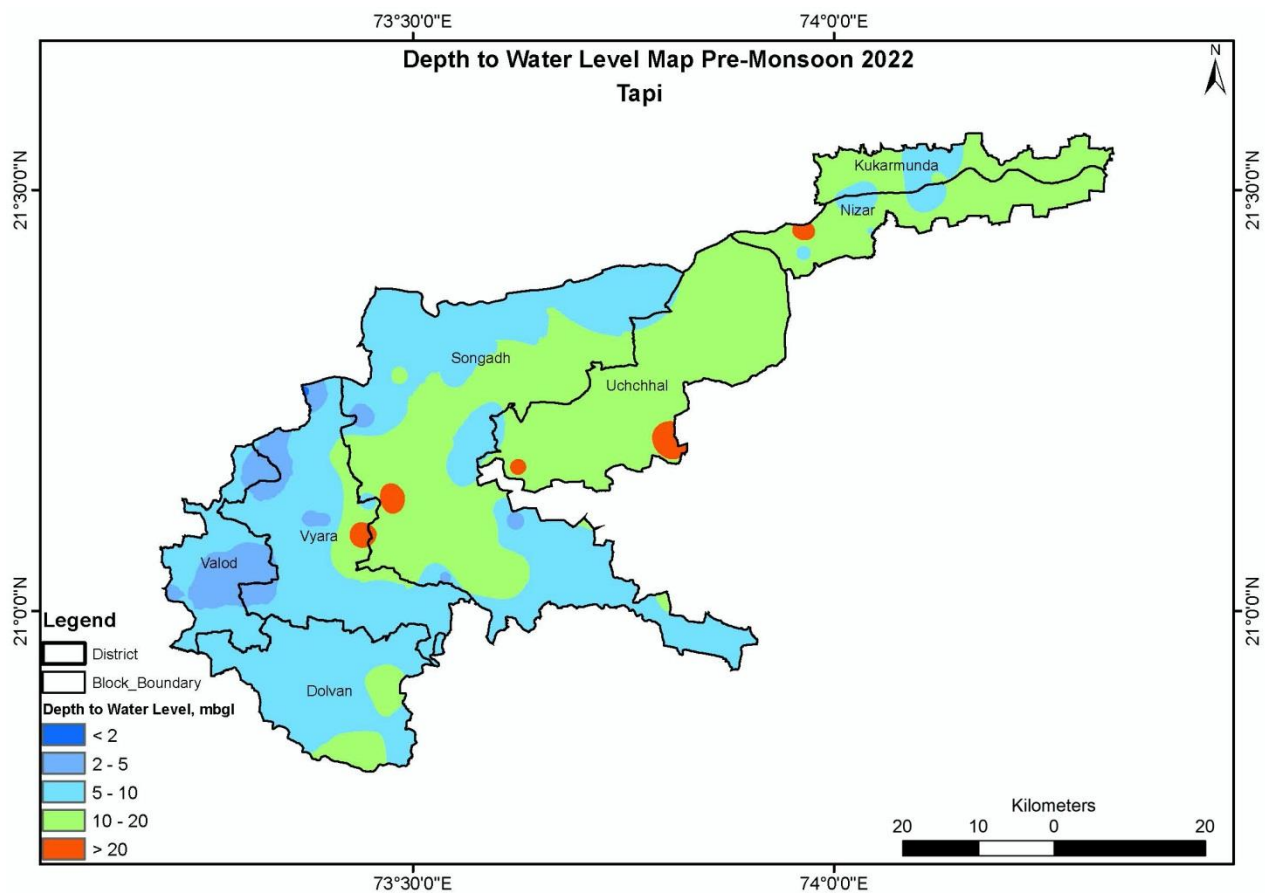 73°30'0"E
74°0'0"E
Depth to Water Level Map Pre-Monsoon 2022
Tapi
N
21°30'0"N
21°30'0"N
Kukarmunda
Nizar
Songadh
Uchchhal
Vyara
Valod
Dolvan
21°0'0"N
21°0'0"N
Legend
District
Block_Boundary
Depth to Water Level, mbgl
< 2
2 - 5
5 - 10
10 - 20
> 20
Kilometers
20 10 0 20
73°30'0"E
74°0'0"E